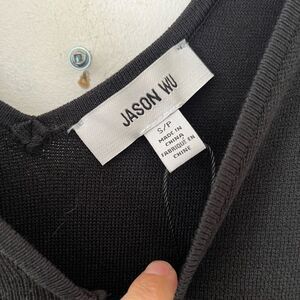 JASON WU
S/P
MADE IN
CHINA
FABRIQUÉ EN
CHINE